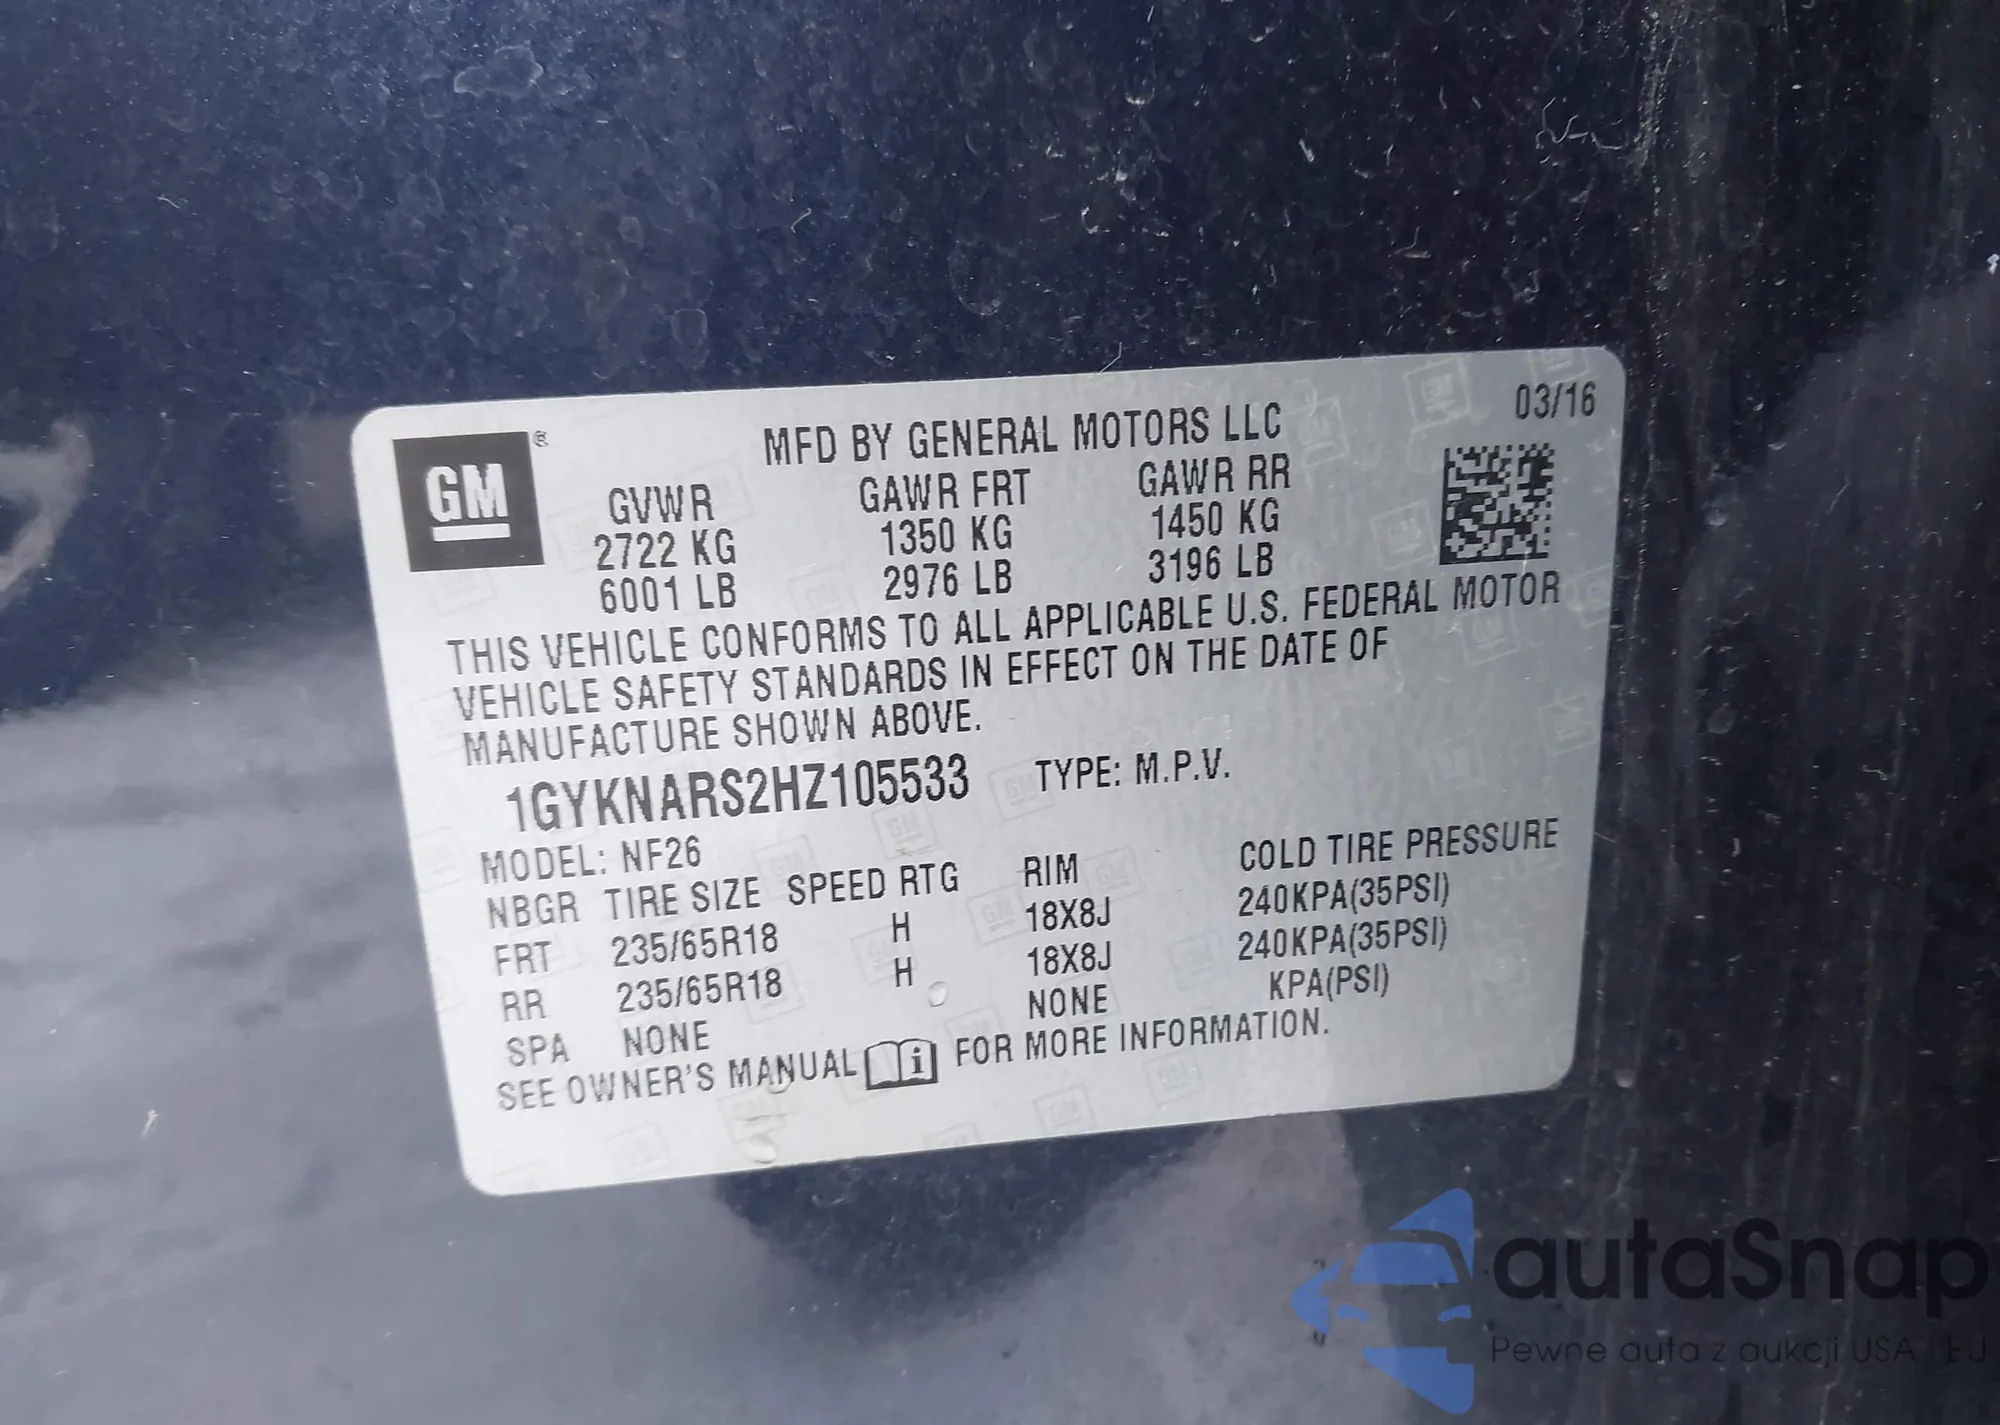 03/16
GM ®
MFD BY GENERAL MOTORS LLC
GVWR GAWR FRT GAWR RR
2722 KG 1350 KG 1450 KG
6001 LB 2976 LB 3196 LB
THIS VEHICLE CONFORMS TO ALL APPLICABLE U.S. FEDERAL MOTOR
VEHICLE SAFETY STANDARDS IN EFFECT ON THE DATE OF
MANUFACTURE SHOWN ABOVE.
1GYKNARS2HZ105533 TYPE: M.P.V.
MODEL: NF26
NBGR TIRE SIZE SPEED RTG RIM COLD TIRE PRESSURE
FRT 235/65R18 H 18X8J 240KPA(35PSI)
RR 235/65R18 H 18X8J 240KPA(35PSI)
SPA NONE NONE KPA(PSI)
SEE OWNER'S MANUAL i FOR MORE INFORMATION.
autaSnap
Pewne auta z aukcji USA i EU